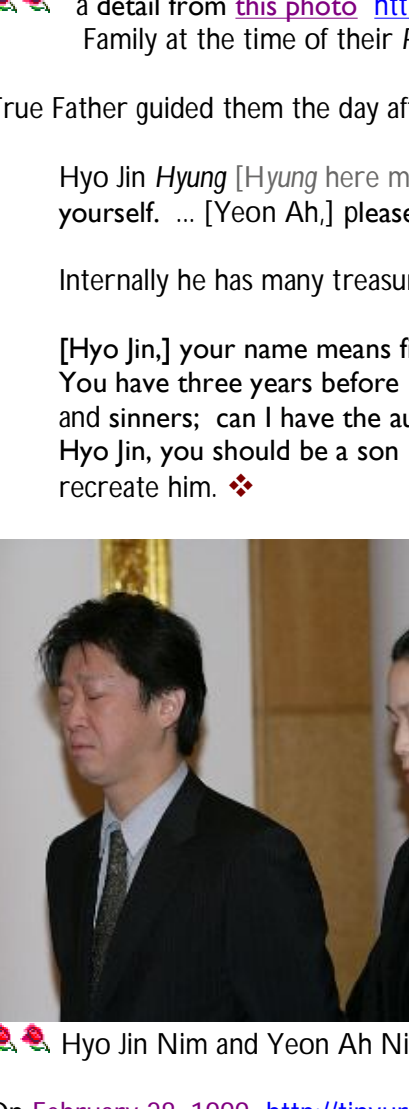 a detail from this photo htt
Family at the time of their
True Father guided them the day af
Hyo Jin Hyung [Hyung here m
yourself. ... [Yeon Ah,] please
Internally he has many treasur
[Hyo Jin,] your name means fi
You have three years before
and sinners; can I have the au
Hyo Jin, you should be a son
recreate him. ❖
Hyo Jin Nim and Yeon Ah Ni
On February 28, 1999 http://tinyur